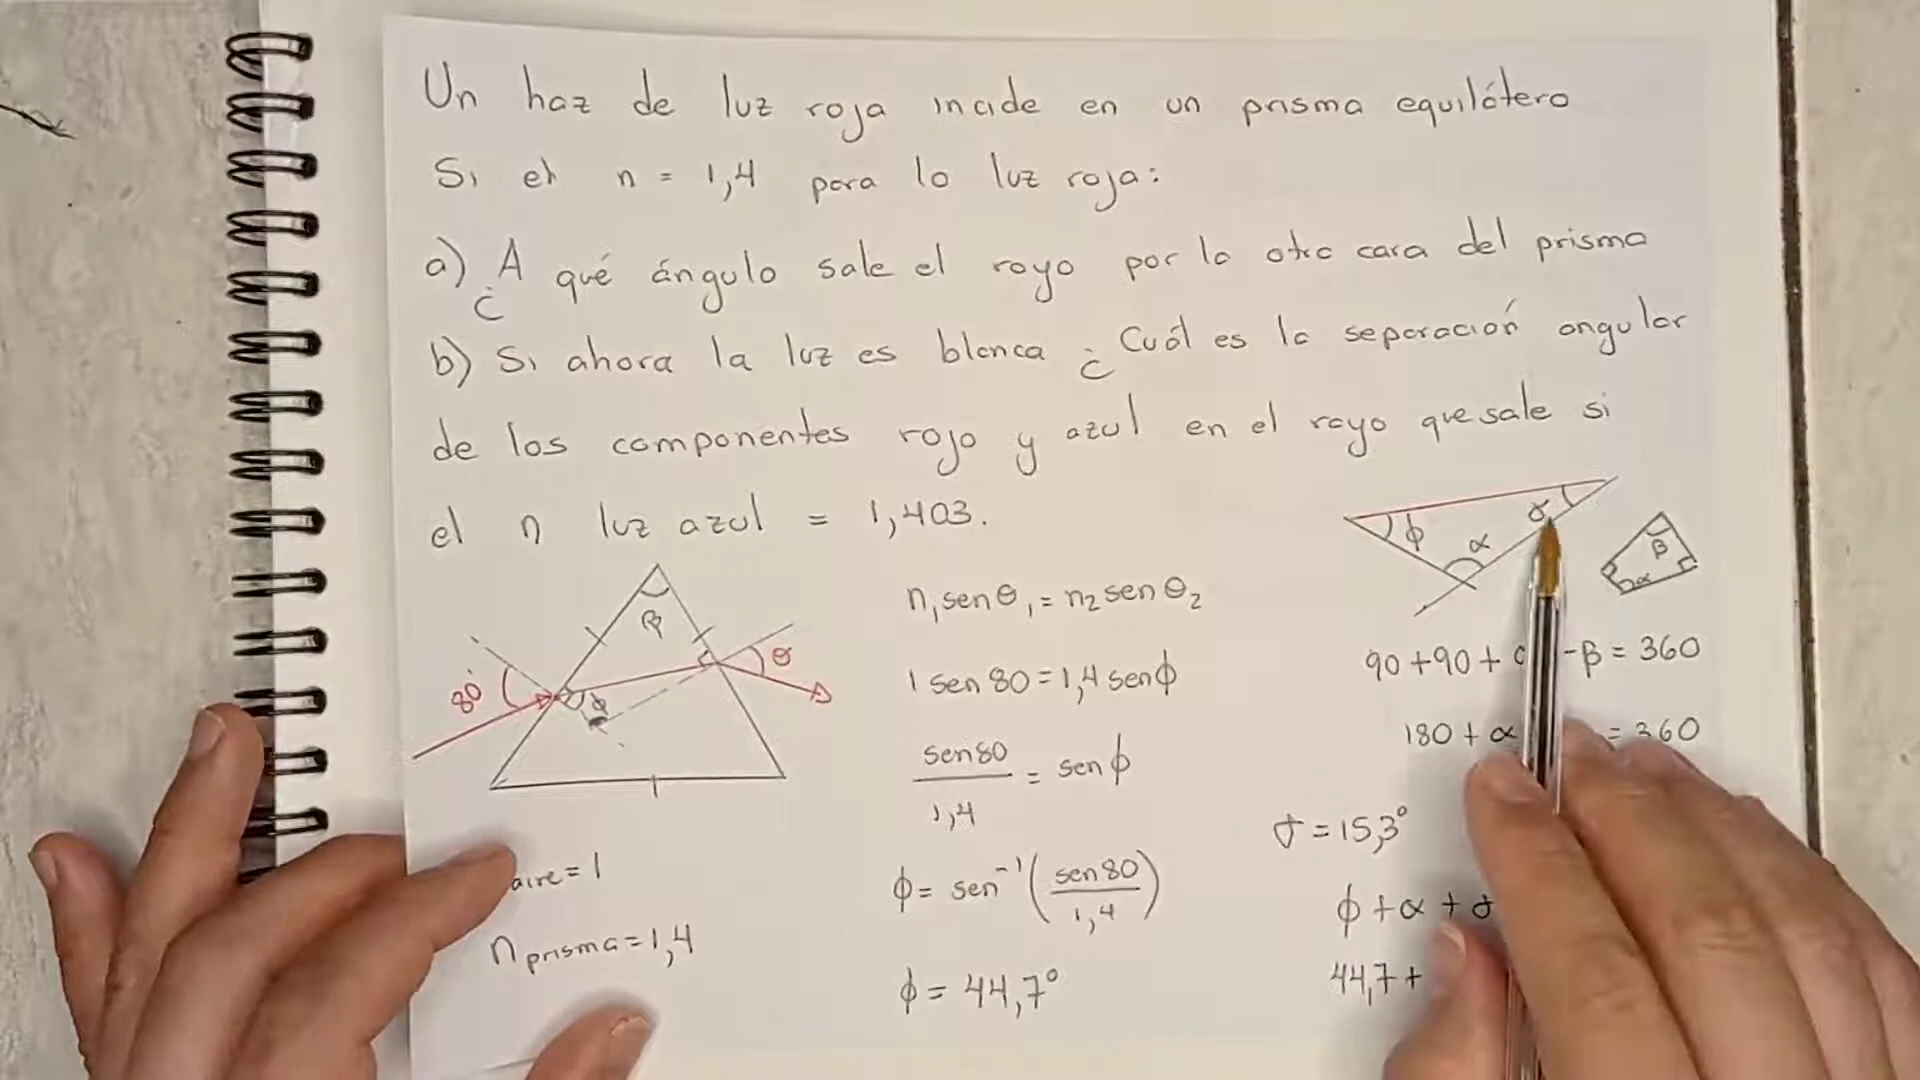 Un haz de luz roja incide en un prisma equilátero
Si el n = 1,4 para la luz roja:
a) ¿A qué ángulo sale el rayo por la otra cara del prisma
b) Si ahora la luz es blanca ¿Cuál es la separación angular
de los componentes rojo y azul en el rayo que sale si
el n luz azul = 1,403.
β
80°
ϕ
θ
aire = 1
n prisma = 1,4
n₁ sen θ₁ = n₂ sen θ₂
1 sen 80 = 1,4 sen ϕ
sen 80 / 1,4 = sen ϕ
ϕ = sen⁻¹ (sen 80 / 1,4)
ϕ = 44,7°
ϕ α σ
β α
90 + 90 + β = 360
180 + α = 360
σ = 15,3°
ϕ + α + σ
44,7 +